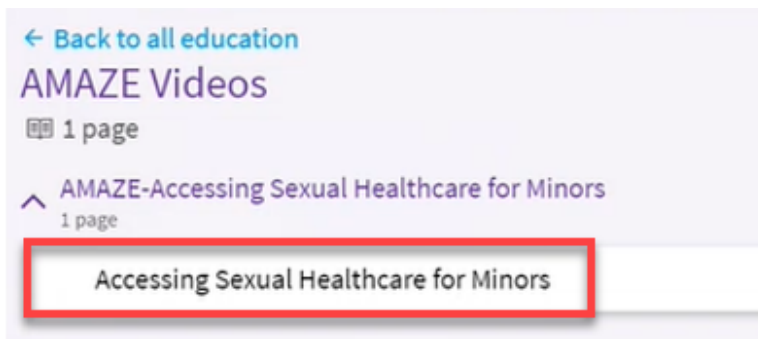 ← Back to all education
AMAZE Videos
1 page
AMAZE-Accessing Sexual Healthcare for Minors
1 page
Accessing Sexual Healthcare for Minors